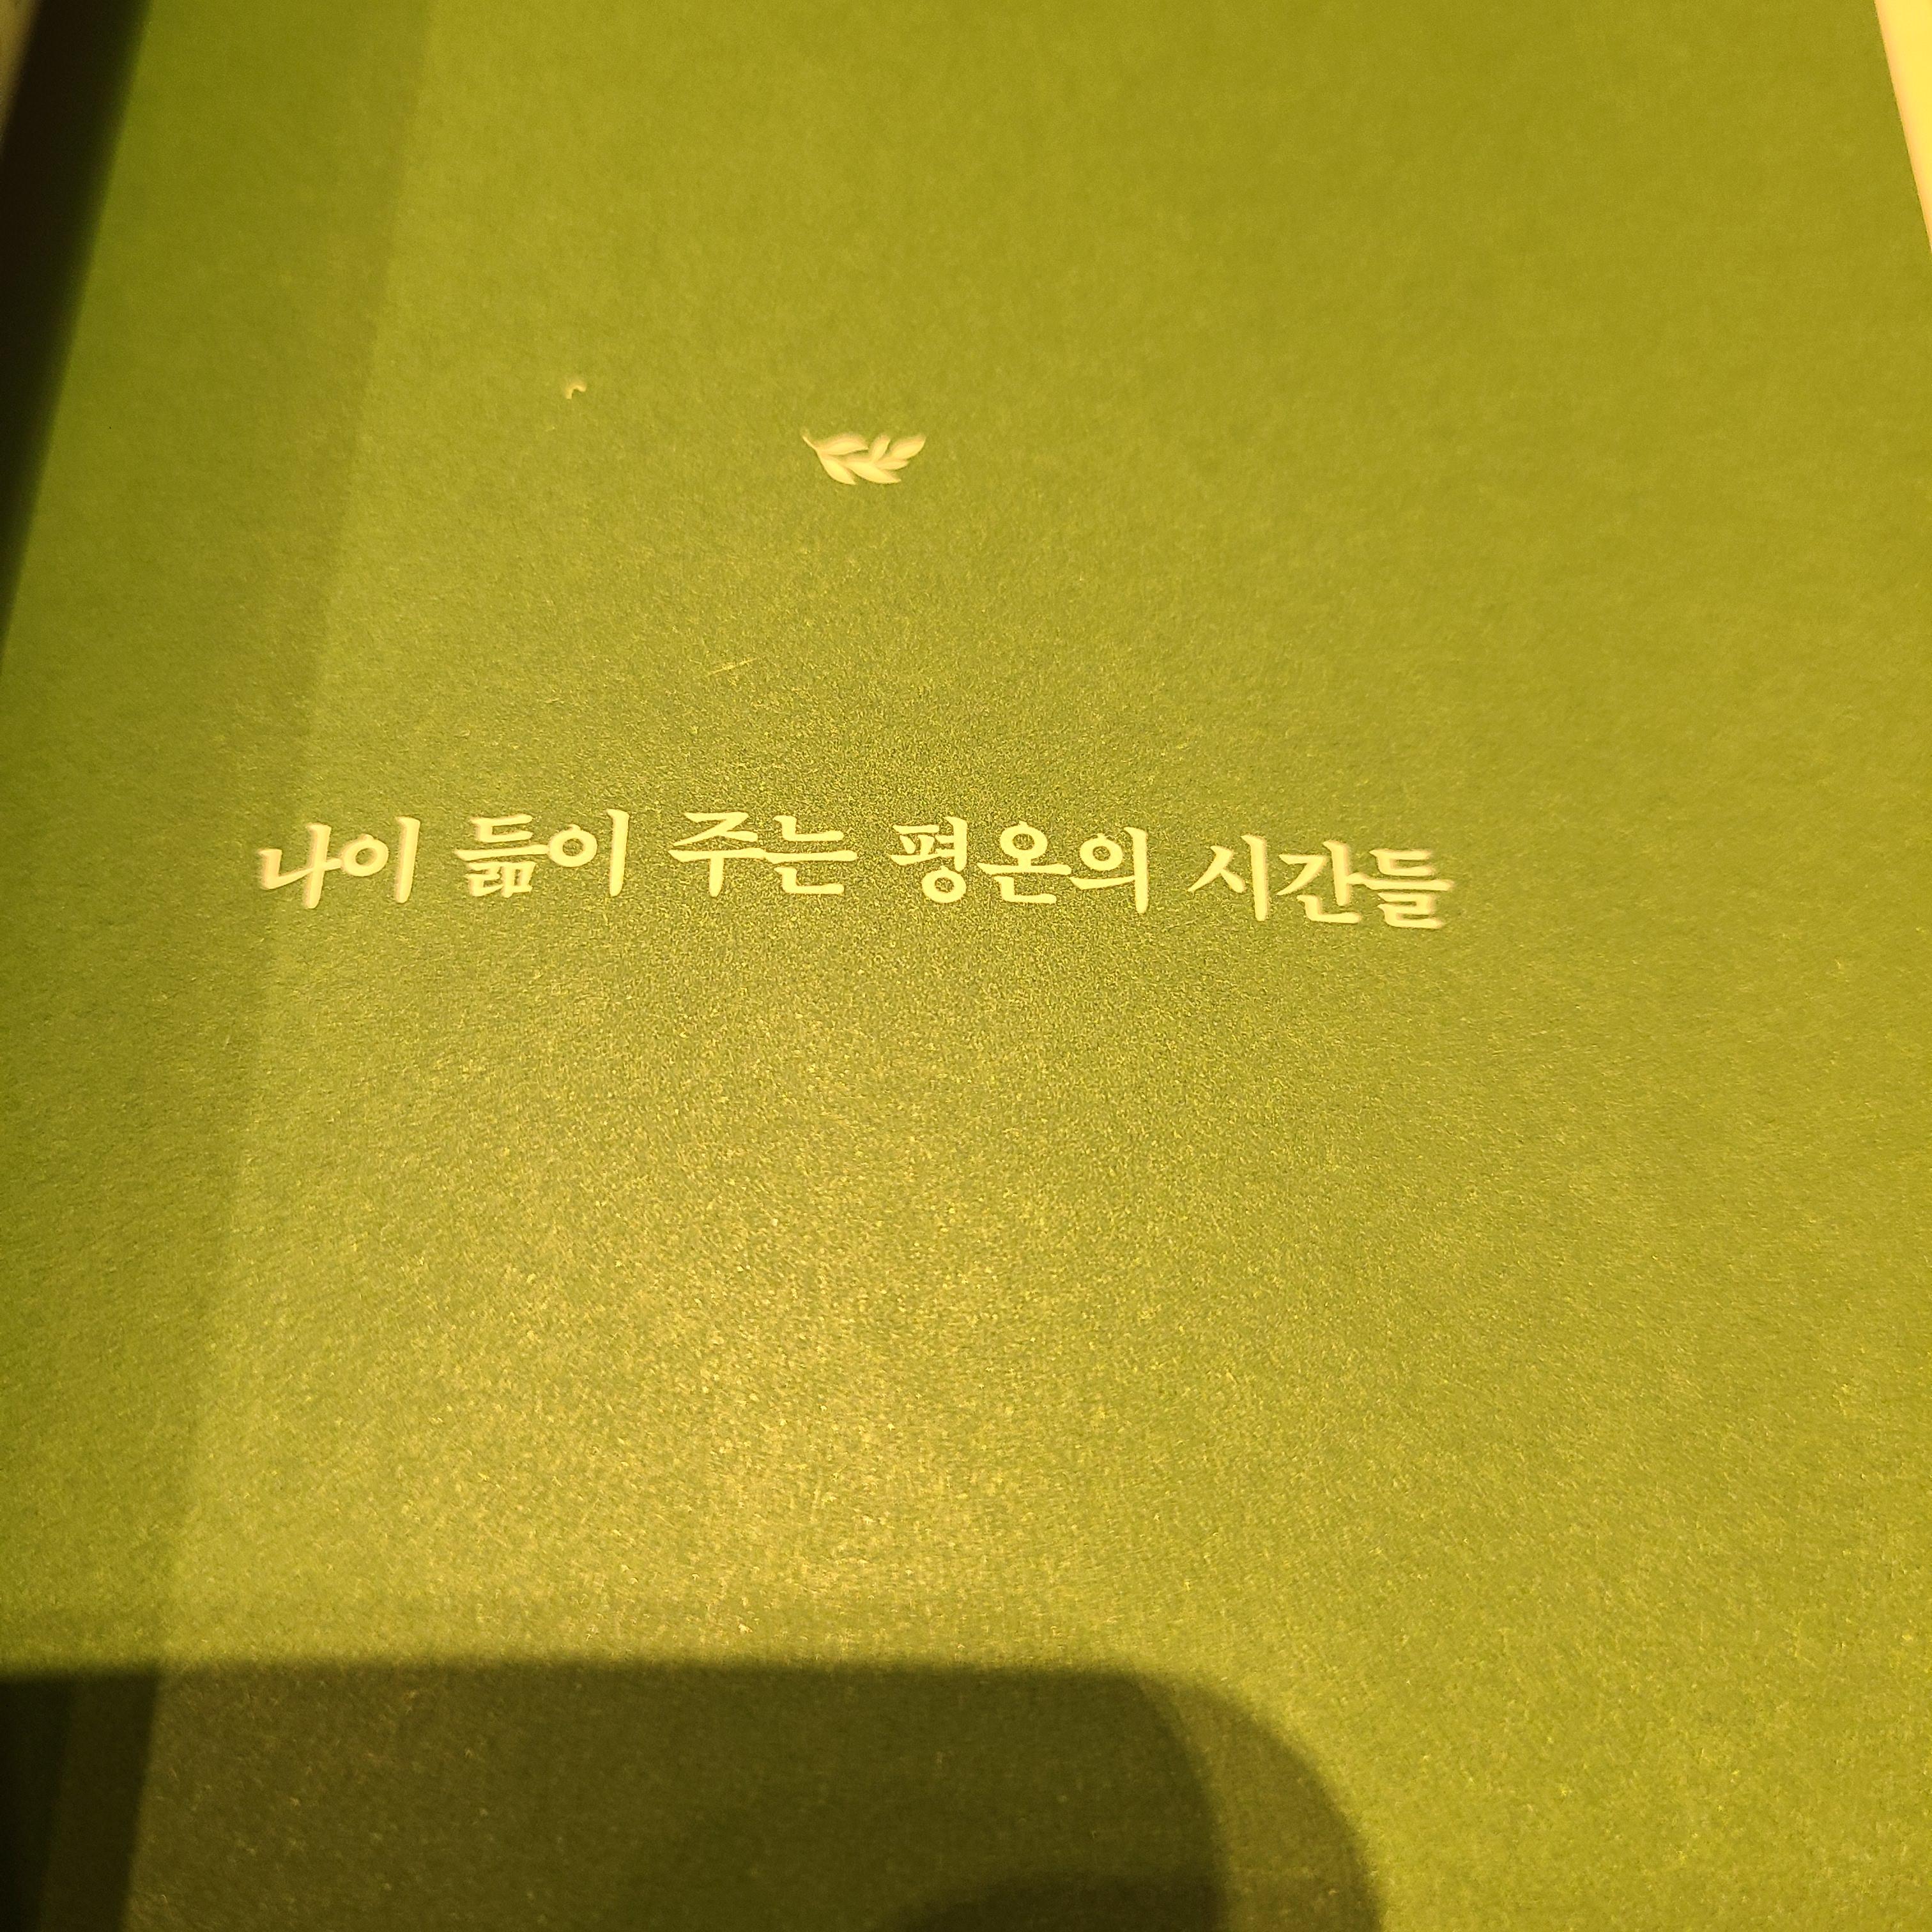 나이 듦이 주는 평온의 시간들